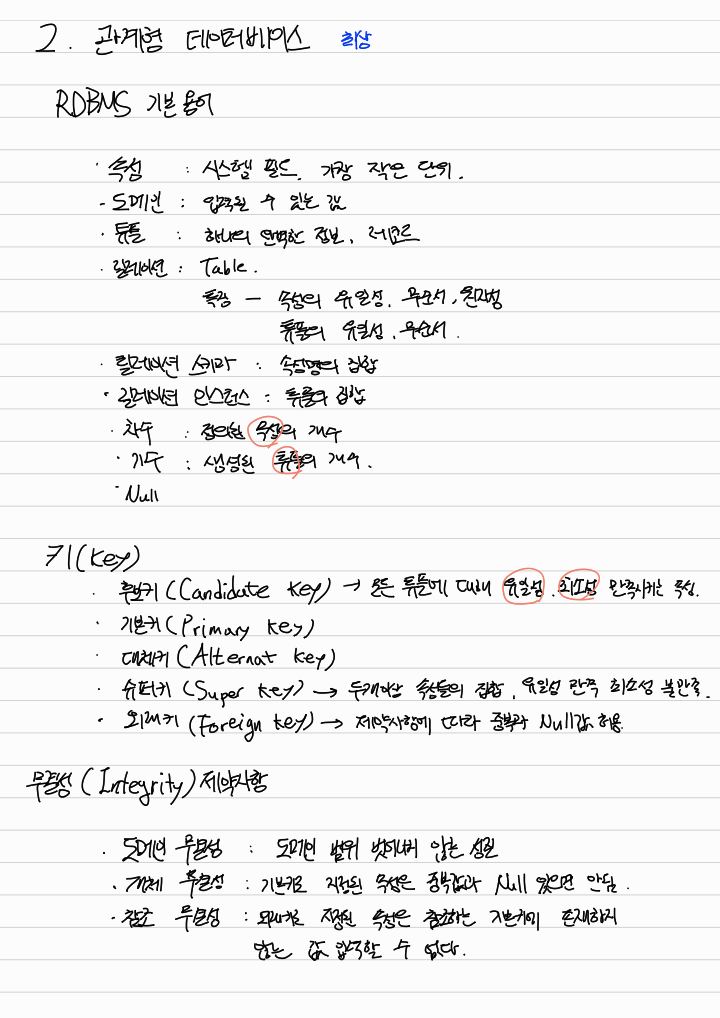 2. 관계형 데이터베이스 최상
RDBMS 기본 용어
· 속성 : 시스템 필드, 가장 작은 단위.
· 도메인 : 입력될 수 있는 값
· 튜플 : 하나의 완벽한 정보, 레코드
· 릴레이션 : Table.
특징 — 속성의 유일성, 무순서, 원자성
튜플의 유일성, 무순서.
· 릴레이션 스키마 : 속성명의 집합
· 릴레이션 인스턴스 : 튜플의 집합
· 차수 : 정의된 속성의 개수
· 기수 : 생성된 튜플의 개수.
· Null
키(Key)
· 후보키 (Candidate Key) → 모든 튜플에 대해 유일성, 최소성 만족시키는 속성.
· 기본키 (Primary Key)
· 대체키 (Alternat Key)
· 슈퍼키 (Super Key) → 두개이상 속성들의 집합, 유일성 만족 최소성 불만족.
· 외래키 (Foreign Key) → 제약사항에 따라 중복과 Null값 허용.
무결성 (Integrity) 제약사항
· 도메인 무결성 : 도메인 범위 벗어나지 않는 성질
· 개체 무결성 : 기본키로 지정된 속성은 중복값과 Null 있으면 안됨.
· 참조 무결성 : 외래키로 지정된 속성은 참조하는 기본키에 존재하지
않는 값 입력할 수 없다.